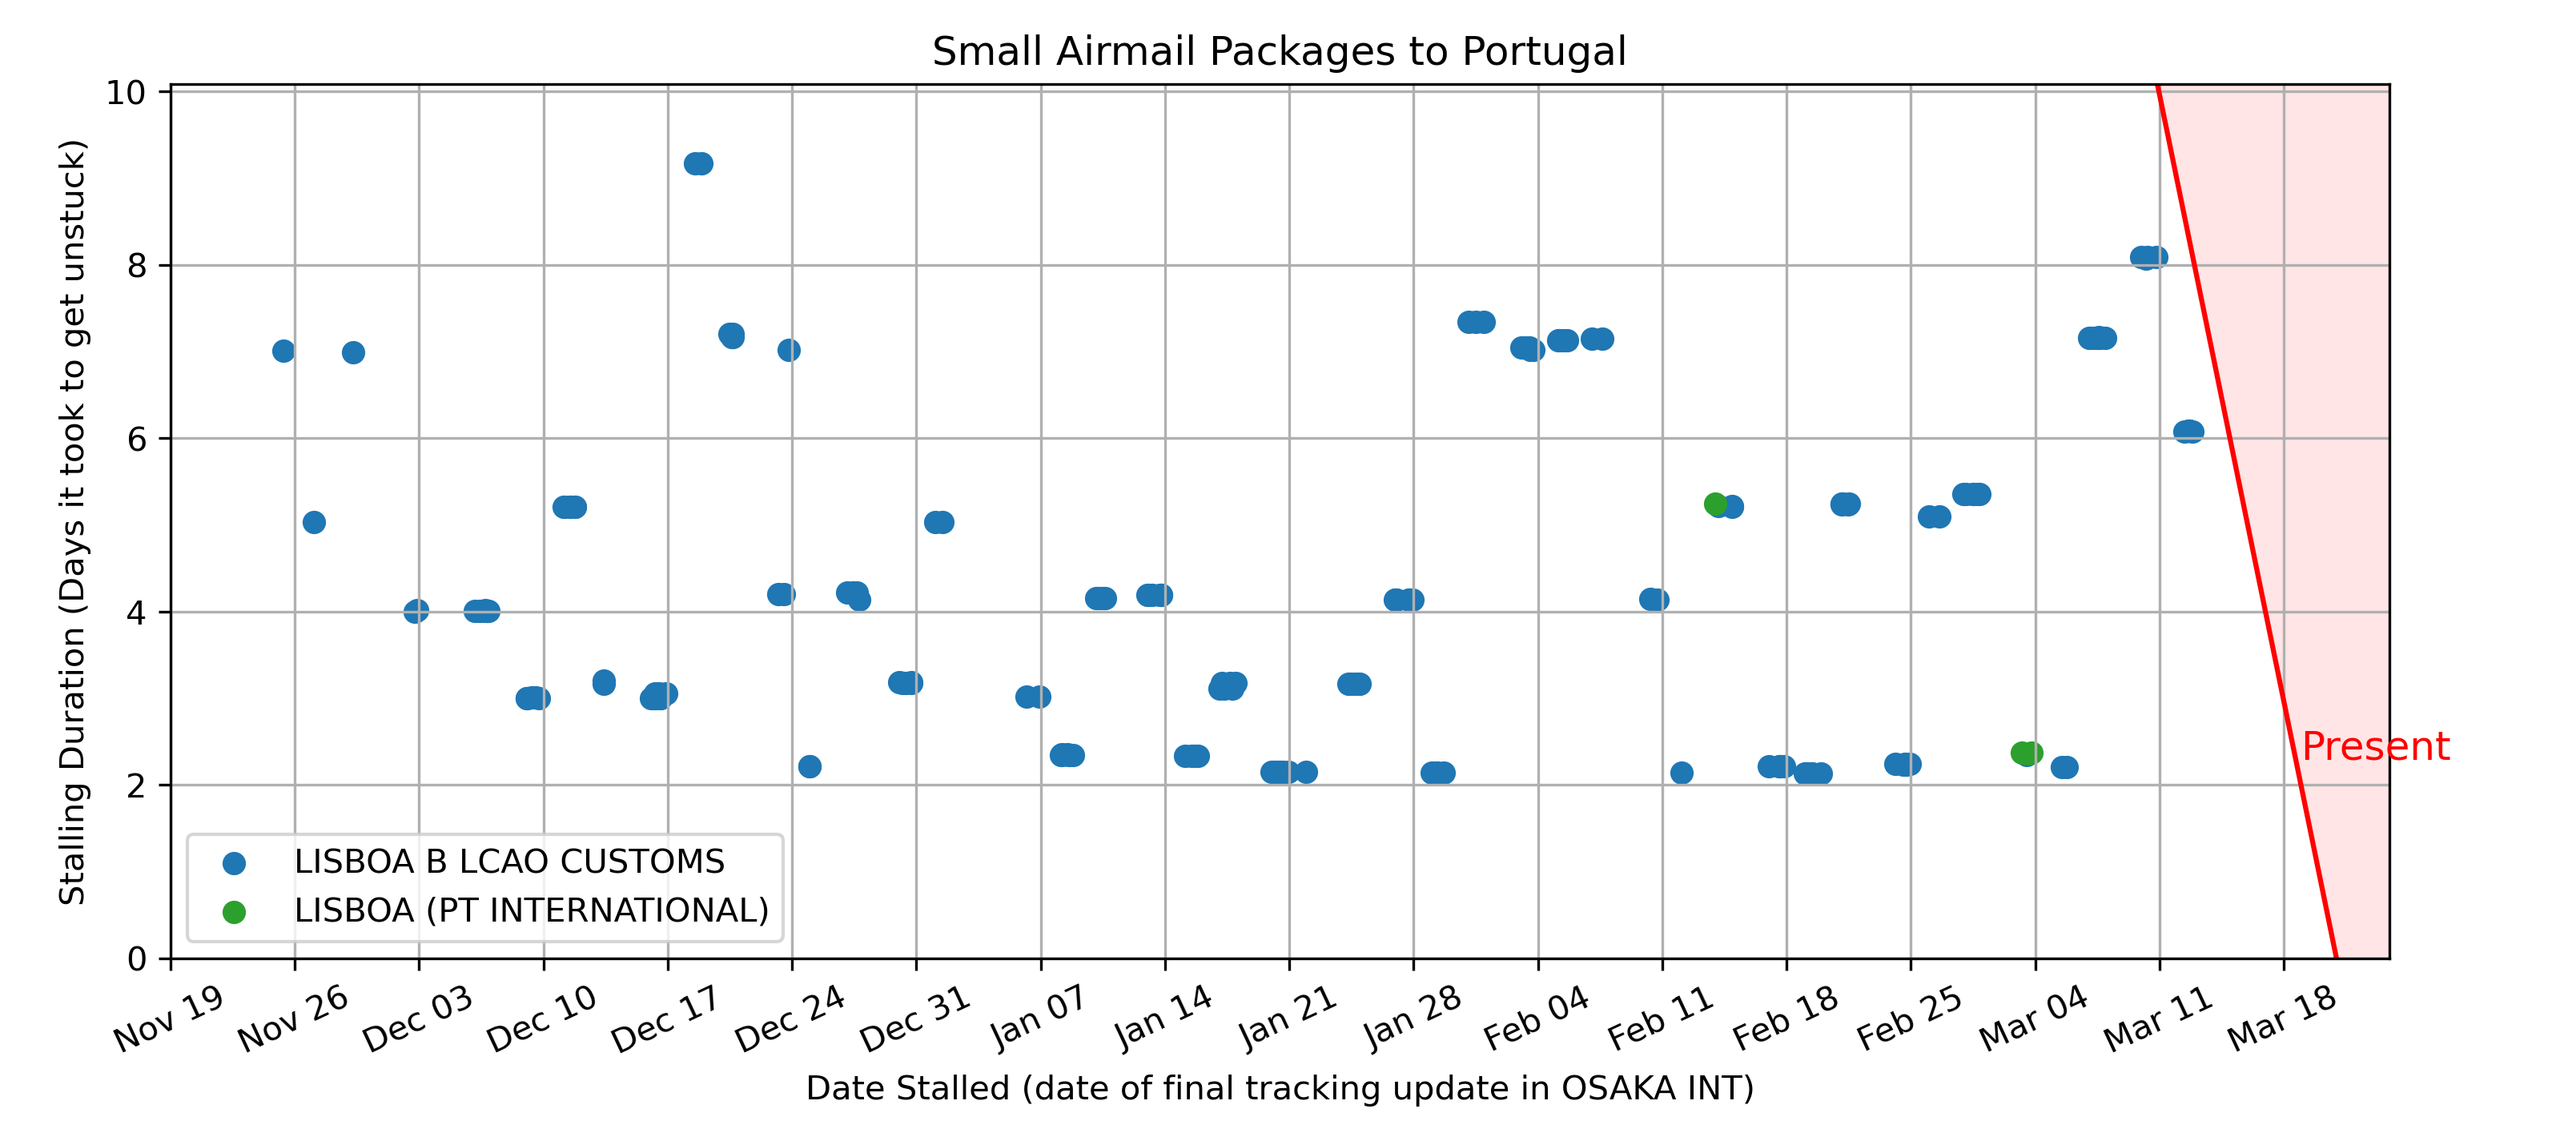 Small Airmail Packages to Portugal
Stalling Duration (Days it took to get unstuck)
10
8
6
4
2
0
Present
LISBOA B LCAO CUSTOMS
LISBOA (PT INTERNATIONAL)
Nov 19
Nov 26
Dec 03
Dec 10
Dec 17
Dec 24
Dec 31
Jan 07
Jan 14
Jan 21
Jan 28
Feb 04
Feb 11
Feb 18
Feb 25
Mar 04
Mar 11
Mar 18
Date Stalled (date of final tracking update in OSAKA INT)